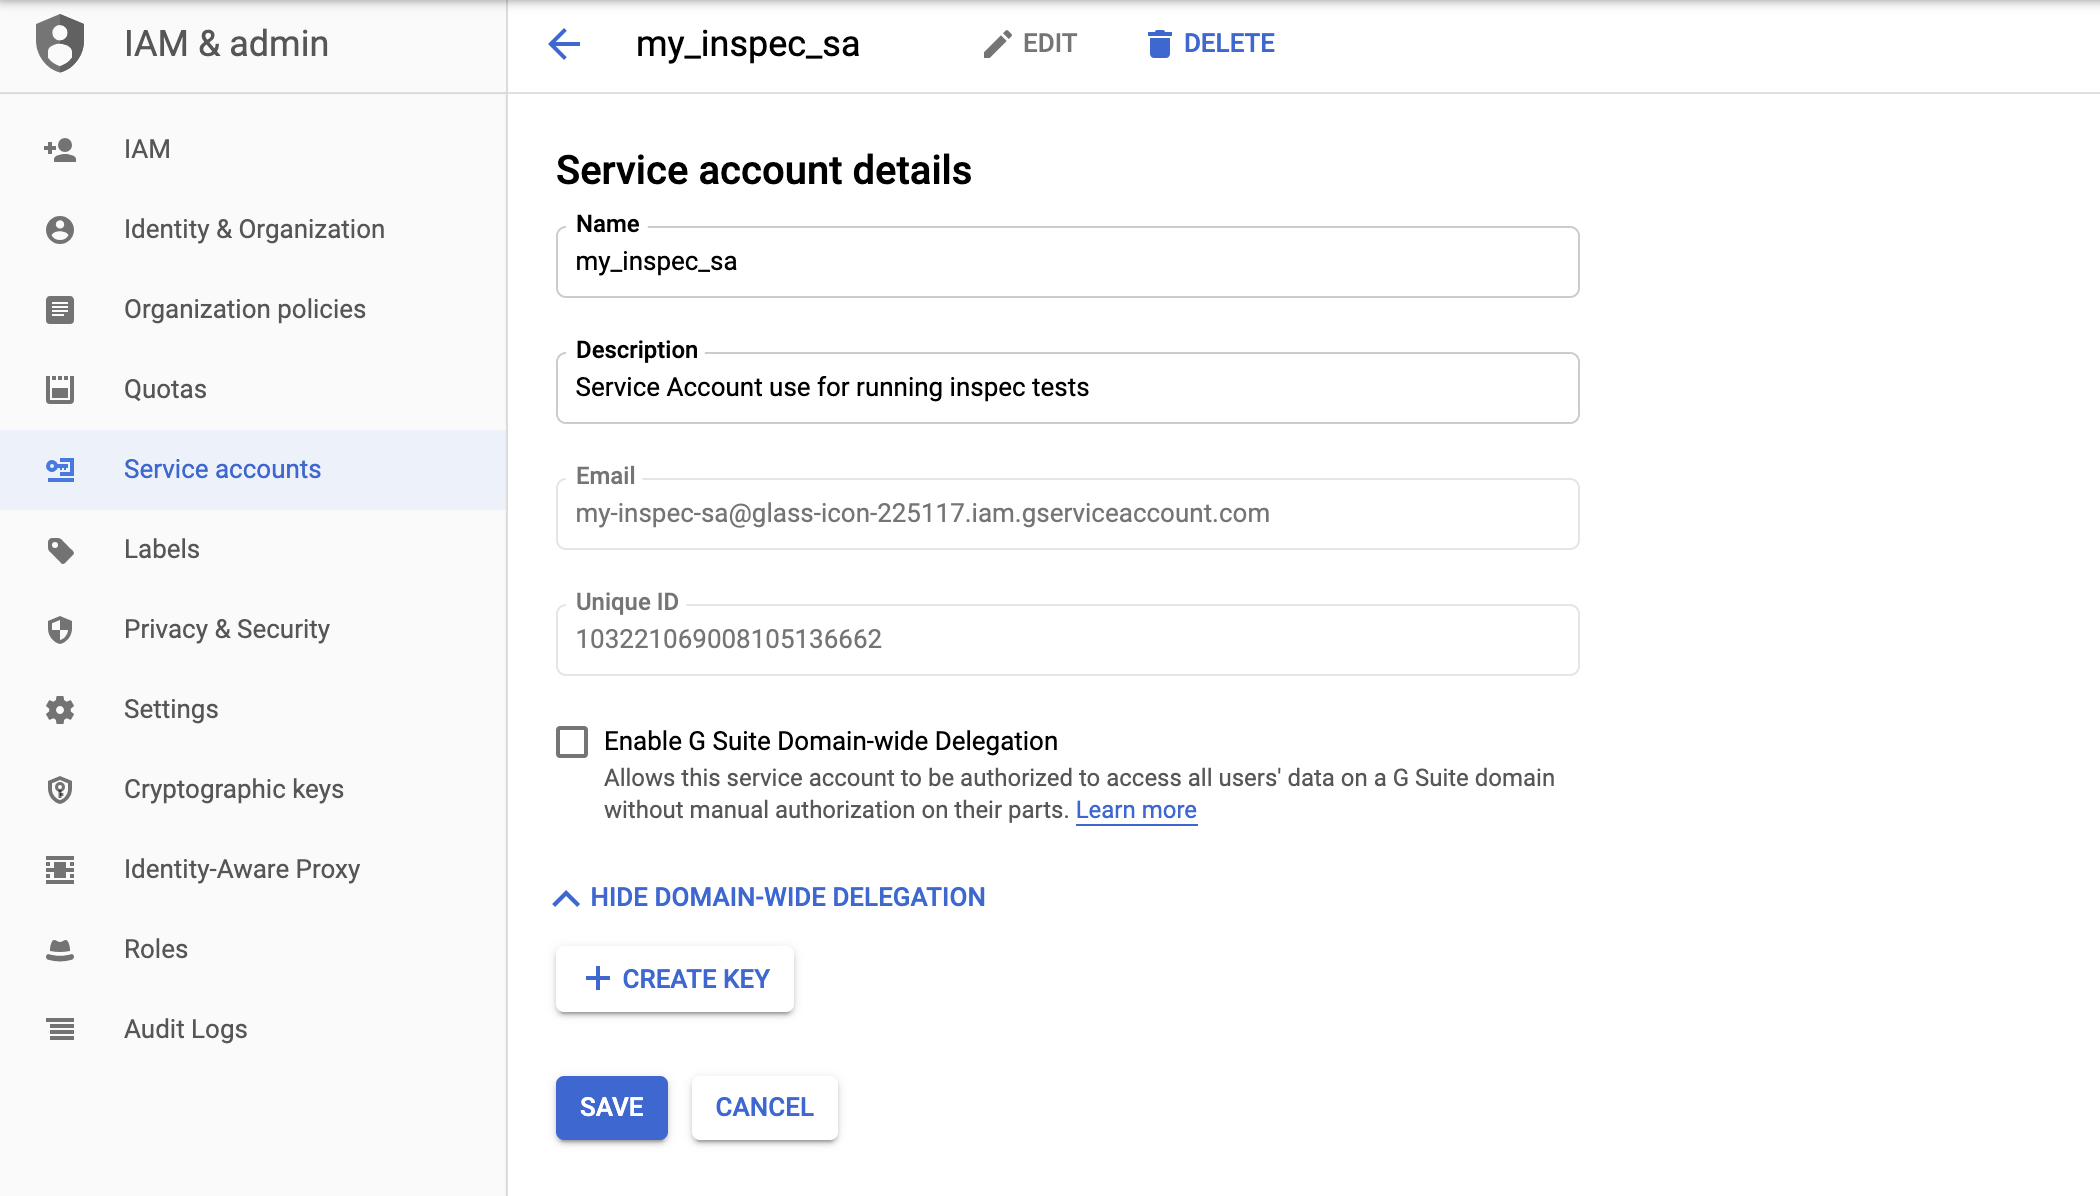 IAM & admin
my_inspec_sa
EDIT
DELETE
IAM
Identity & Organization
Organization policies
Quotas
Service accounts
Labels
Privacy & Security
Settings
Cryptographic keys
Identity-Aware Proxy
Roles
Audit Logs
Service account details
Name
my_inspec_sa
Description
Service Account use for running inspec tests
Email
my-inspec-sa@glass-icon-225117.iam.gserviceaccount.com
Unique ID
103221069008105136662
Enable G Suite Domain-wide Delegation
Allows this service account to be authorized to access all users' data on a G Suite domain
without manual authorization on their parts. Learn more
HIDE DOMAIN-WIDE DELEGATION
CREATE KEY
SAVE
CANCEL